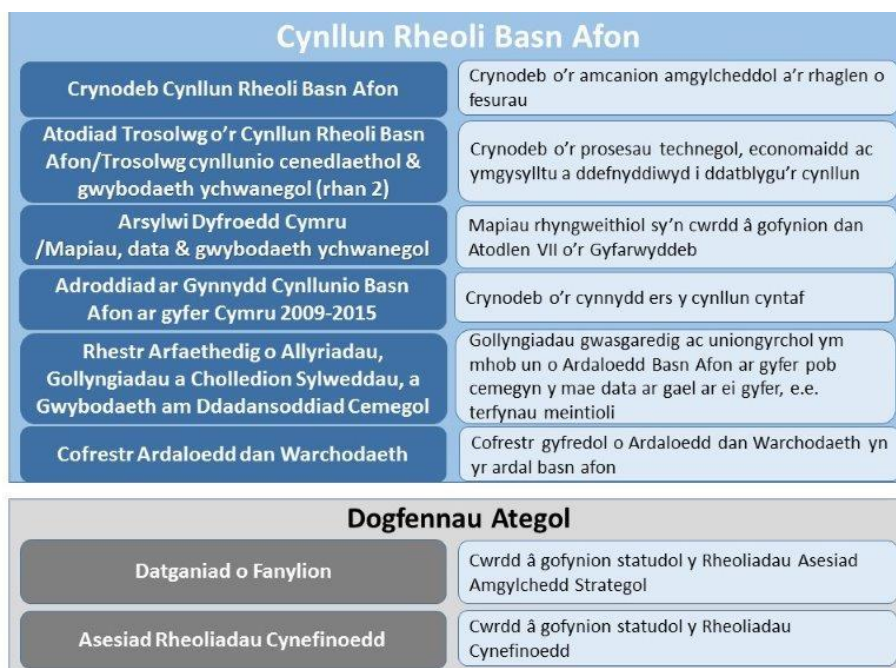 Cynllun Rheoli Basn Afon
Crynodeb Cynllun Rheoli Basn Afon
Crynodeb o'r amcanion amgylcheddol a'r rhaglen o
fesurau
Atodiad Trosolwg o'r Cynllun Rheoli Basn
Afon/Trosolwg cynllunio cenedlaethol &
gwybodaeth ychwanegol (rhan 2)
Crynodeb o'r prosesau technegol, economaidd ac
ymgysylltu a ddefnyddiwyd i ddatblygu'r cynllun
Arsylwi Dyfroedd Cymru
/Mapiau, data & gwybodaeth ychwanegol
Mapiau rhyngweithiol sy'n cwrdd â gofynion dan
Atodlen VII o'r Gyfarwyddeb
Adroddiad ar Gynnydd Cynllunio Basn
Afon ar gyfer Cymru 2009-2015
Crynodeb o'r cynnydd ers y cynllun cyntaf
Rhestr Arfaethedig o Allyriadau,
Gollyngiadau a Cholledion Sylweddau, a
Gwybodaeth am Ddadansoddiad Cemegol
Gollyngiadau gwasgaredig ac uniongyrchol ym
mhob un o Ardaloedd Basn Afon ar gyfer pob
cemegyn y mae data ar gael ar ei gyfer, e.e.
terfynau meintioli
Cofrestr Ardaloedd dan Warchodaeth
Cofrestr gyfredol o Ardaloedd dan Warchodaeth yn
yr ardal basn afon
Dogfennau Ategol
Datganiad o Fanylion
Cwrdd â gofynion statudol y Rheoliadau Asesiad
Amgylchedd Strategol
Asesiad Rheoliadau Cynefinoedd
Cwrdd â gofynion statudol y Rheoliadau
Cynefinoedd